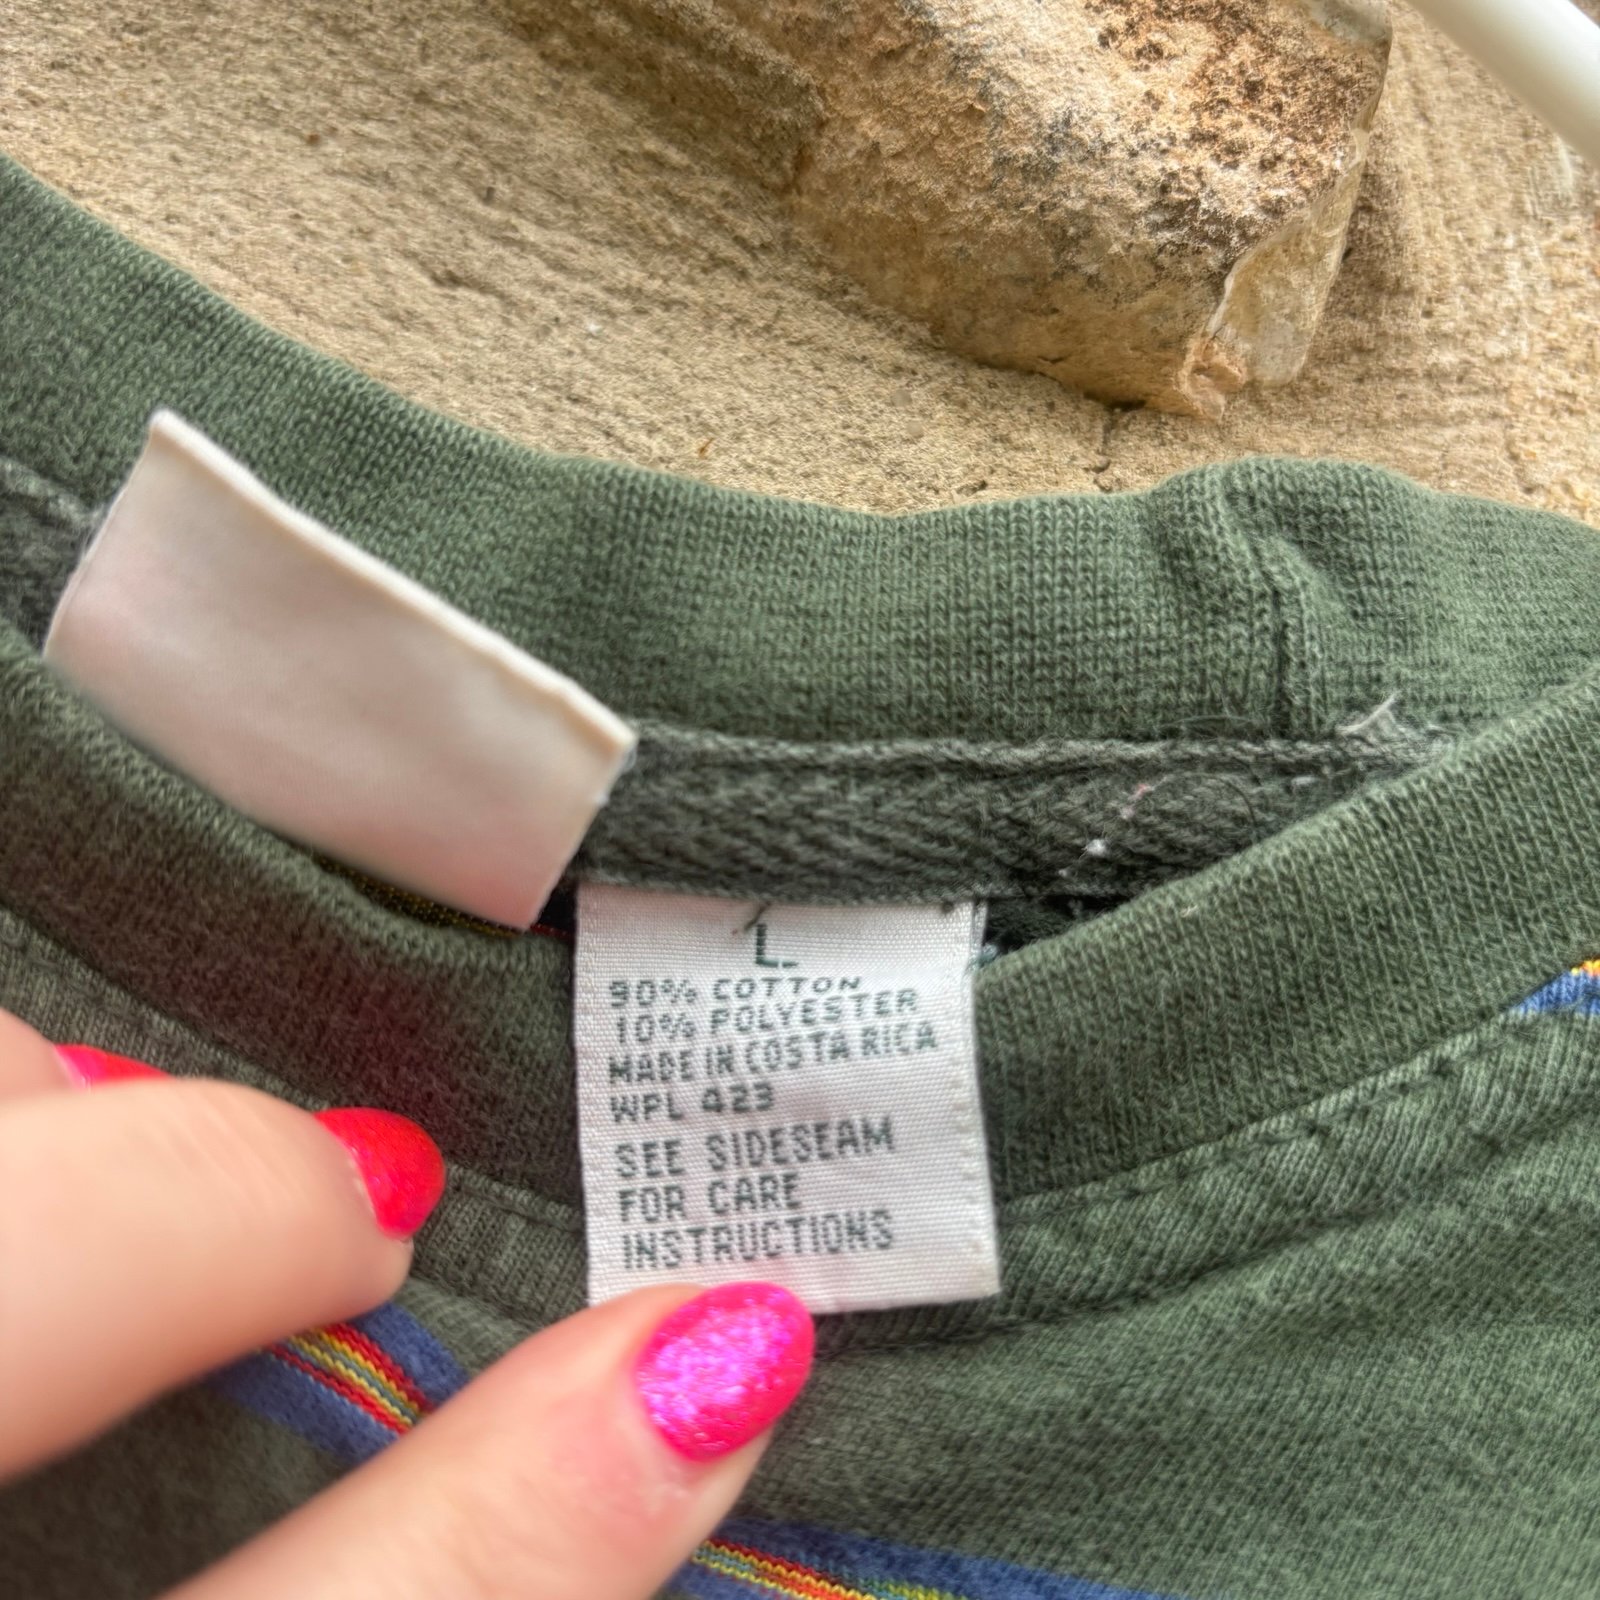 L
90% COTTON
10% POLYESTER
MADE IN COSTA RICA
WPL 423
SEE SIDESEAM
FOR CARE
INSTRUCTIONS